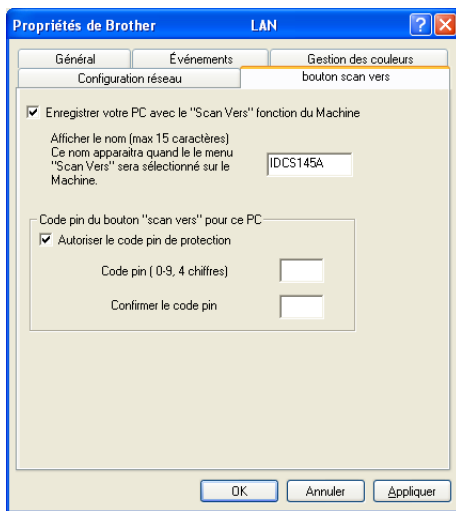 Propriétés de Brother LAN
Général Événements Gestion des couleurs
Configuration réseau bouton scan vers
Enregistrer votre PC avec le "Scan Vers" fonction du Machine
Afficher le nom (max 15 caractères)
Ce nom apparaitra quand le le menu
"Scan Vers" sera sélectionné sur le
Machine.
IDCS145A
Code pin du bouton "scan vers" pour ce PC
Autoriser le code pin de protection
Code pin ( 0-9, 4 chiffres)
Confirmer le code pin
OK Annuler Appliquer